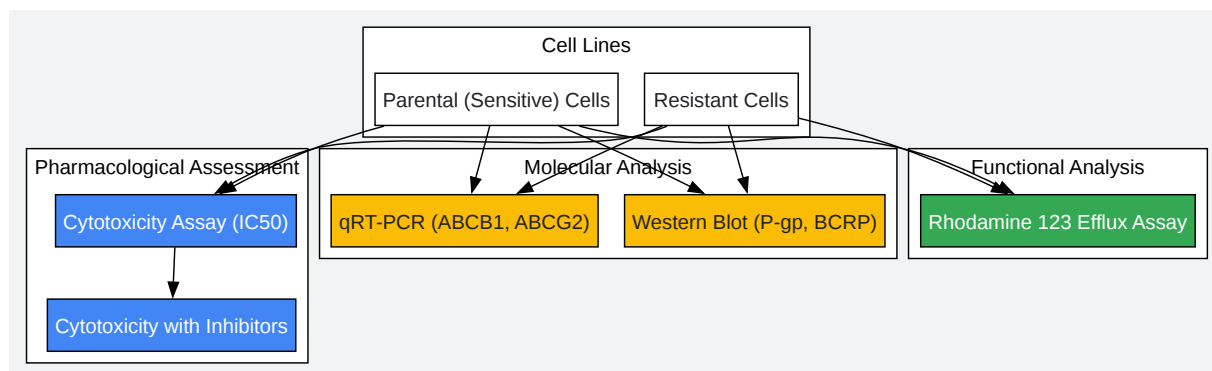 Cell Lines
Parental (Sensitive) Cells
Resistant Cells
Pharmacological Assessment
Molecular Analysis
Functional Analysis
Cytotoxicity Assay (IC50)
qRT-PCR (ABCB1, ABCG2)
Western Blot (P-gp, BCRP)
Rhodamine 123 Efflux Assay
Cytotoxicity with Inhibitors